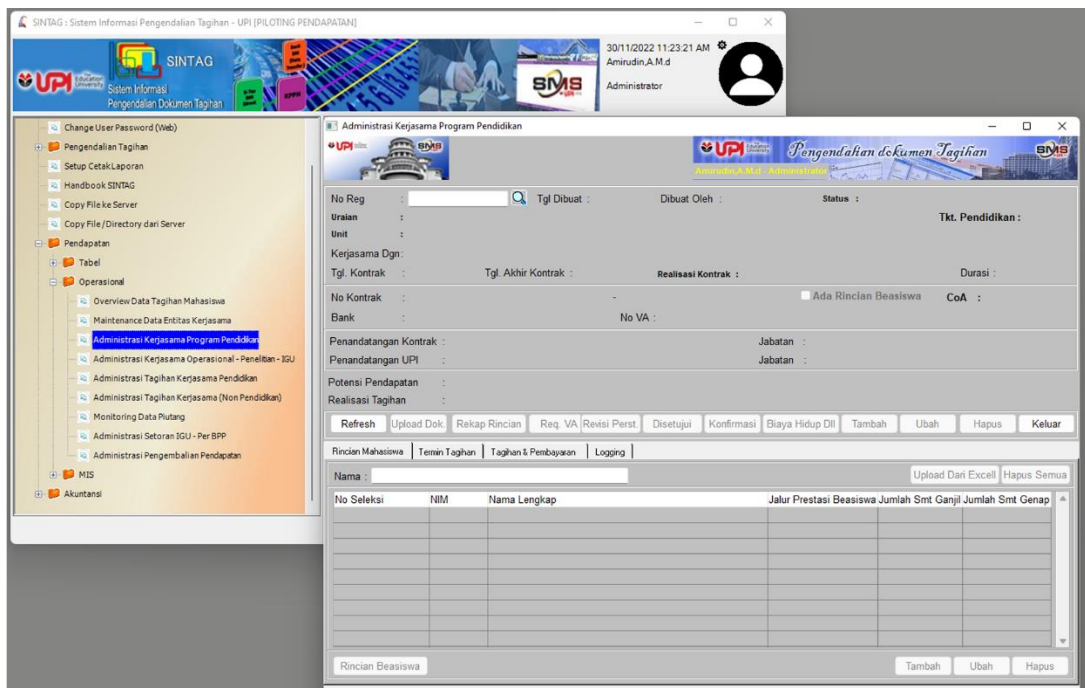 SINTAG : Sistem Informasi Pengendalian Tagihan - UPI [PILOTING PENDAPATAN]
UPI
SINTAG
Sistem Informasi
Pengendalian Dokumen Tagihan
SMS
30/11/2022 11:23:21 AM
Amirudin,A.M.d
Administrator
Change User Password (Web)
Pengendalian Tagihan
Setup CetakLaporan
Handbook SINTAG
Copy File ke Server
Copy File/Directory dari Server
Pendapatan
Tabel
Operasional
Overview Data Tagihan Mahasiswa
Maintenance Data Entitas Kerjasama
Administrasi Kerjasama Program Pendidikan
Administrasi Kerjasama Operasional - Penelitian - IGU
Administrasi Tagihan Kerjasama Pendidikan
Administrasi Tagihan Kerjasama (Non Pendidikan)
Monitoring Data Piutang
Administrasi Setoran IGU - Per BPP
Administrasi Pengembalian Pendapatan
MIS
Akuntansi
Administrasi Kerjasama Program Pendidikan
UPI SMS UPI Pengendalian dokumen Tagihan SMS
Amirudin,A.M.d - Administrator
No Reg : Tgl Dibuat : Dibuat Oleh : Status :
Uraian : Tkt. Pendidikan :
Unit :
Kerjasama Dgn :
Tgl. Kontrak : Tgl. Akhir Kontrak : Realisasi Kontrak : Durasi :
No Kontrak : - Ada Rincian Beasiswa CoA :
Bank : No VA :
Penandatangan Kontrak : Jabatan :
Penandatangan UPI : Jabatan :
Potensi Pendapatan :
Realisasi Tagihan :
Refresh Upload Dok. Rekap Rincian Req. VA Revisi Perst. Disetujui Konfirmasi Biaya Hidup Dll Tambah Ubah Hapus Keluar
Rincian Mahasiswa Termin Tagihan Tagihan & Pembayaran Logging
Nama : Upload Dari Excell Hapus Semua
No Seleksi NIM Nama Lengkap Jalur Prestasi Beasiswa Jumlah Smt Ganjil Jumlah Smt Genap
Rincian Beasiswa Tambah Ubah Hapus